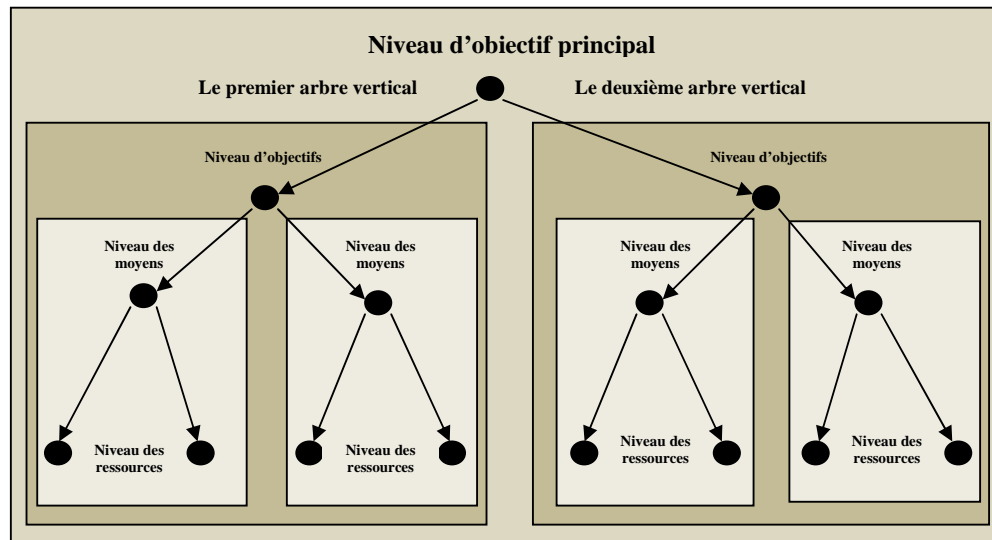 Niveau d'obiectif principal
Le premier arbre vertical
Le deuxième arbre vertical
Niveau d'objectifs
Niveau d'objectifs
Niveau des
moyens
Niveau des
moyens
Niveau des
moyens
Niveau des
moyens
Niveau des
ressources
Niveau des
ressources
Niveau des
ressources
Niveau des
ressources